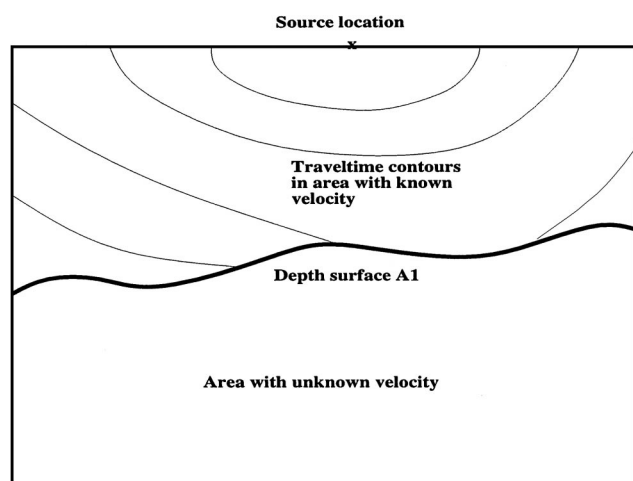 Source location
x
Traveltime contours
in area with known
velocity
Depth surface A1
Area with unknown velocity